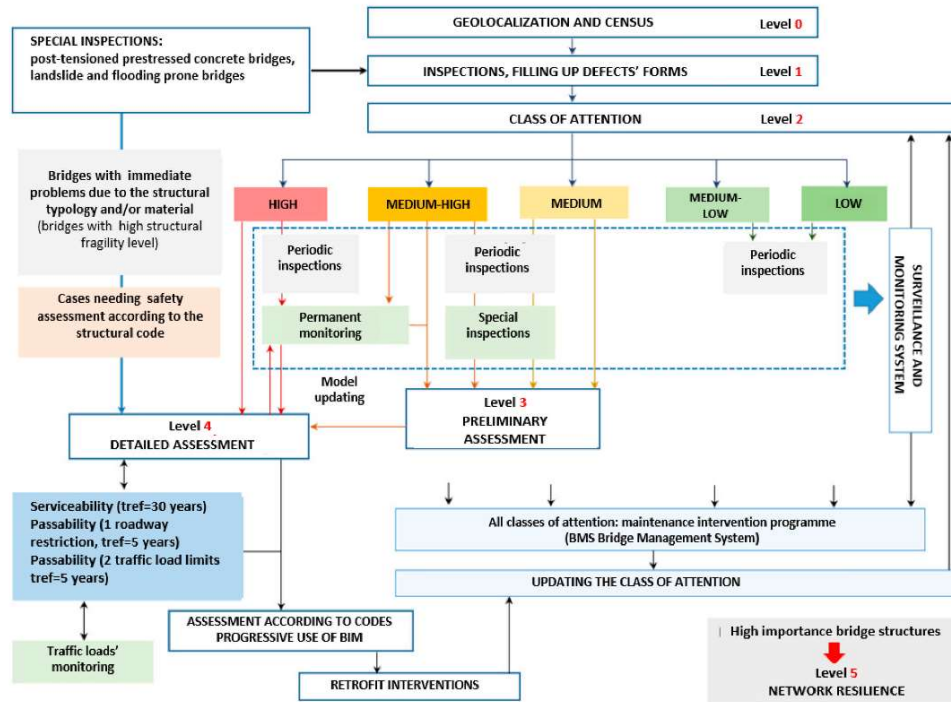 GEOLOCALIZATION AND CENSUS Level 0
SPECIAL INSPECTIONS:
post-tensioned prestressed concrete bridges,
landslide and flooding prone bridges
INSPECTIONS, FILLING UP DEFECTS' FORMS Level 1
CLASS OF ATTENTION Level 2
Bridges with immediate
problems due to the structural
typology and/or material
(bridges with high structural
fragility level)
HIGH
MEDIUM-HIGH
MEDIUM
MEDIUM-
LOW
LOW
Periodic
inspections
Periodic
inspections
Periodic
inspections
Cases needing safety
assessment according to the
structural code
Permanent
monitoring
Special
inspections
SURVEILLANCE AND
MONITORING SYSTEM
Model
updating
Level 3
PRELIMINARY
ASSESSMENT
Level 4
DETAILED ASSESSMENT
Serviceability (tref=30 years)
Passability (1 roadway
restriction, tref=5 years)
Passability (2 traffic load limits
tref=5 years)
All classes of attention: maintenance intervention programme
(BMS Bridge Management System)
UPDATING THE CLASS OF ATTENTION
ASSESSMENT ACCORDING TO CODES
PROGRESSIVE USE OF BIM
Traffic loads'
monitoring
RETROFIT INTERVENTIONS
High importance bridge structures
Level 5
NETWORK RESILIENCE